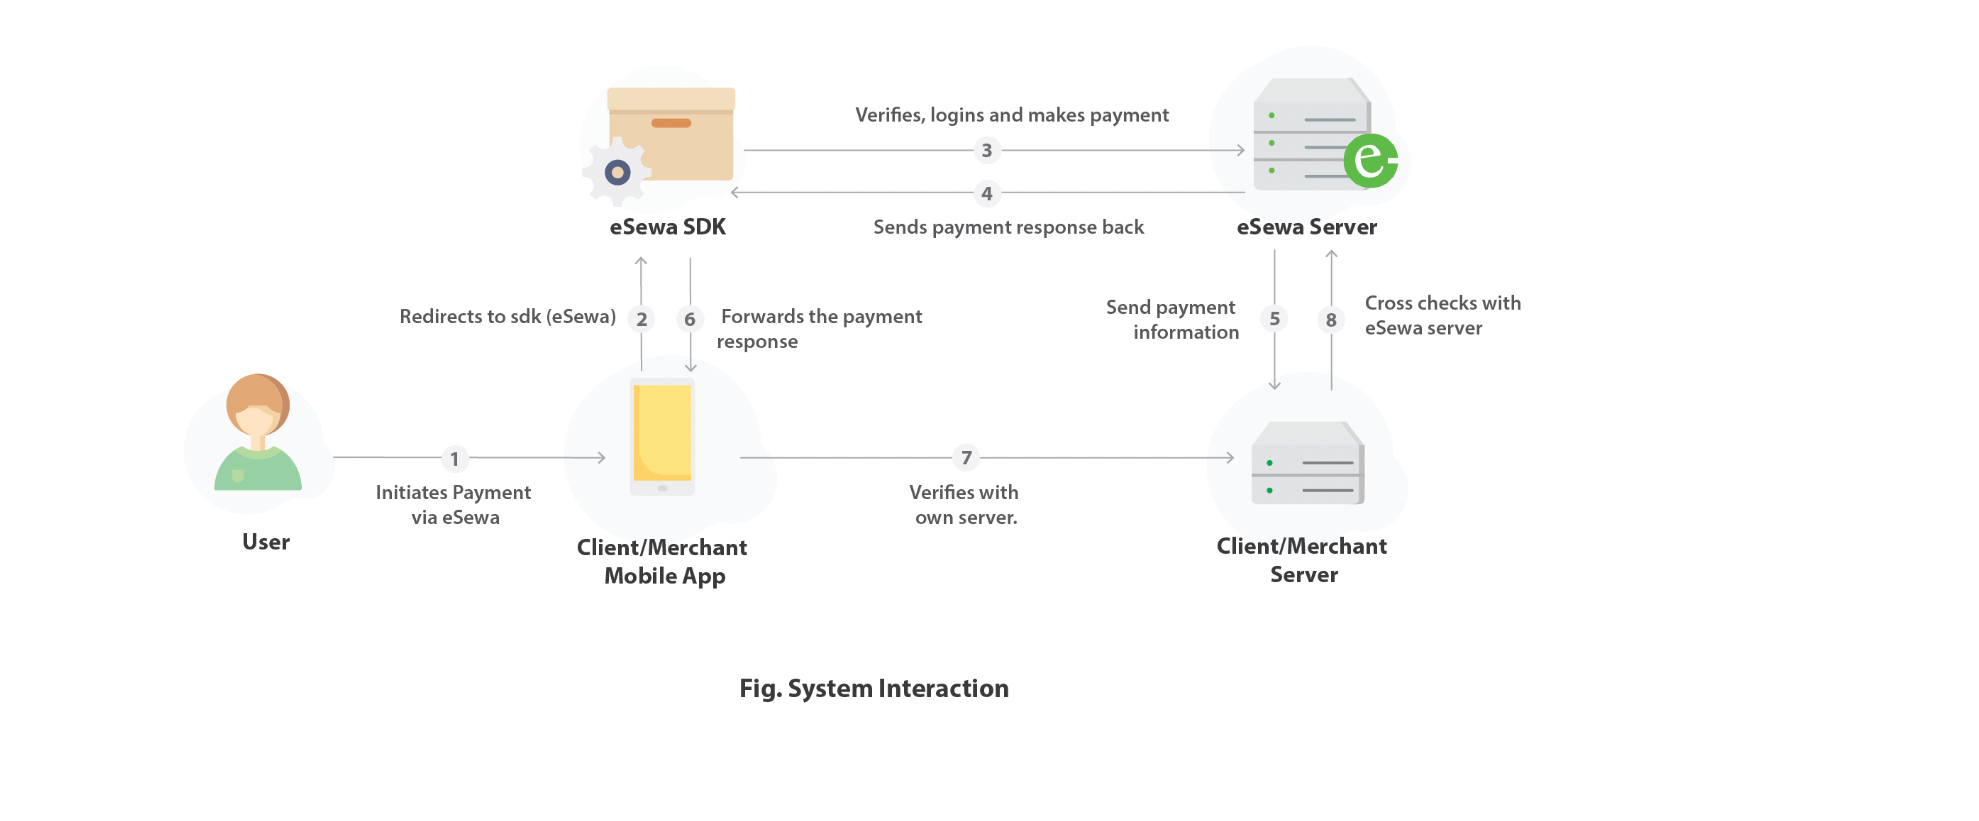 Verifies, logins and makes payment
3
4
e
eSewa SDK
Sends payment response back
eSewa Server
Redirects to sdk (eSewa)
2
6
Forwards the payment
response
Send payment
information
5
8
Cross checks with
eSewa server
1
Initiates Payment
via eSewa
7
Verifies with
own server.
User
Client/Merchant
Mobile App
Client/Merchant
Server
Fig. System Interaction